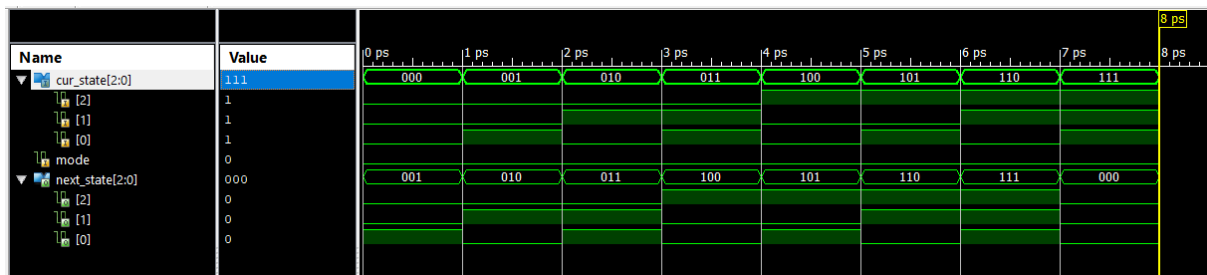 8 ps
Name Value 0 ps 1 ps 2 ps 3 ps 4 ps 5 ps 6 ps 7 ps 8 ps
cur_state[2:0] 111 000 001 010 011 100 101 110 111
[2] 1
[1] 1
[0] 1
mode 0
next_state[2:0] 000 001 010 011 100 101 110 111 000
[2] 0
[1] 0
[0] 0